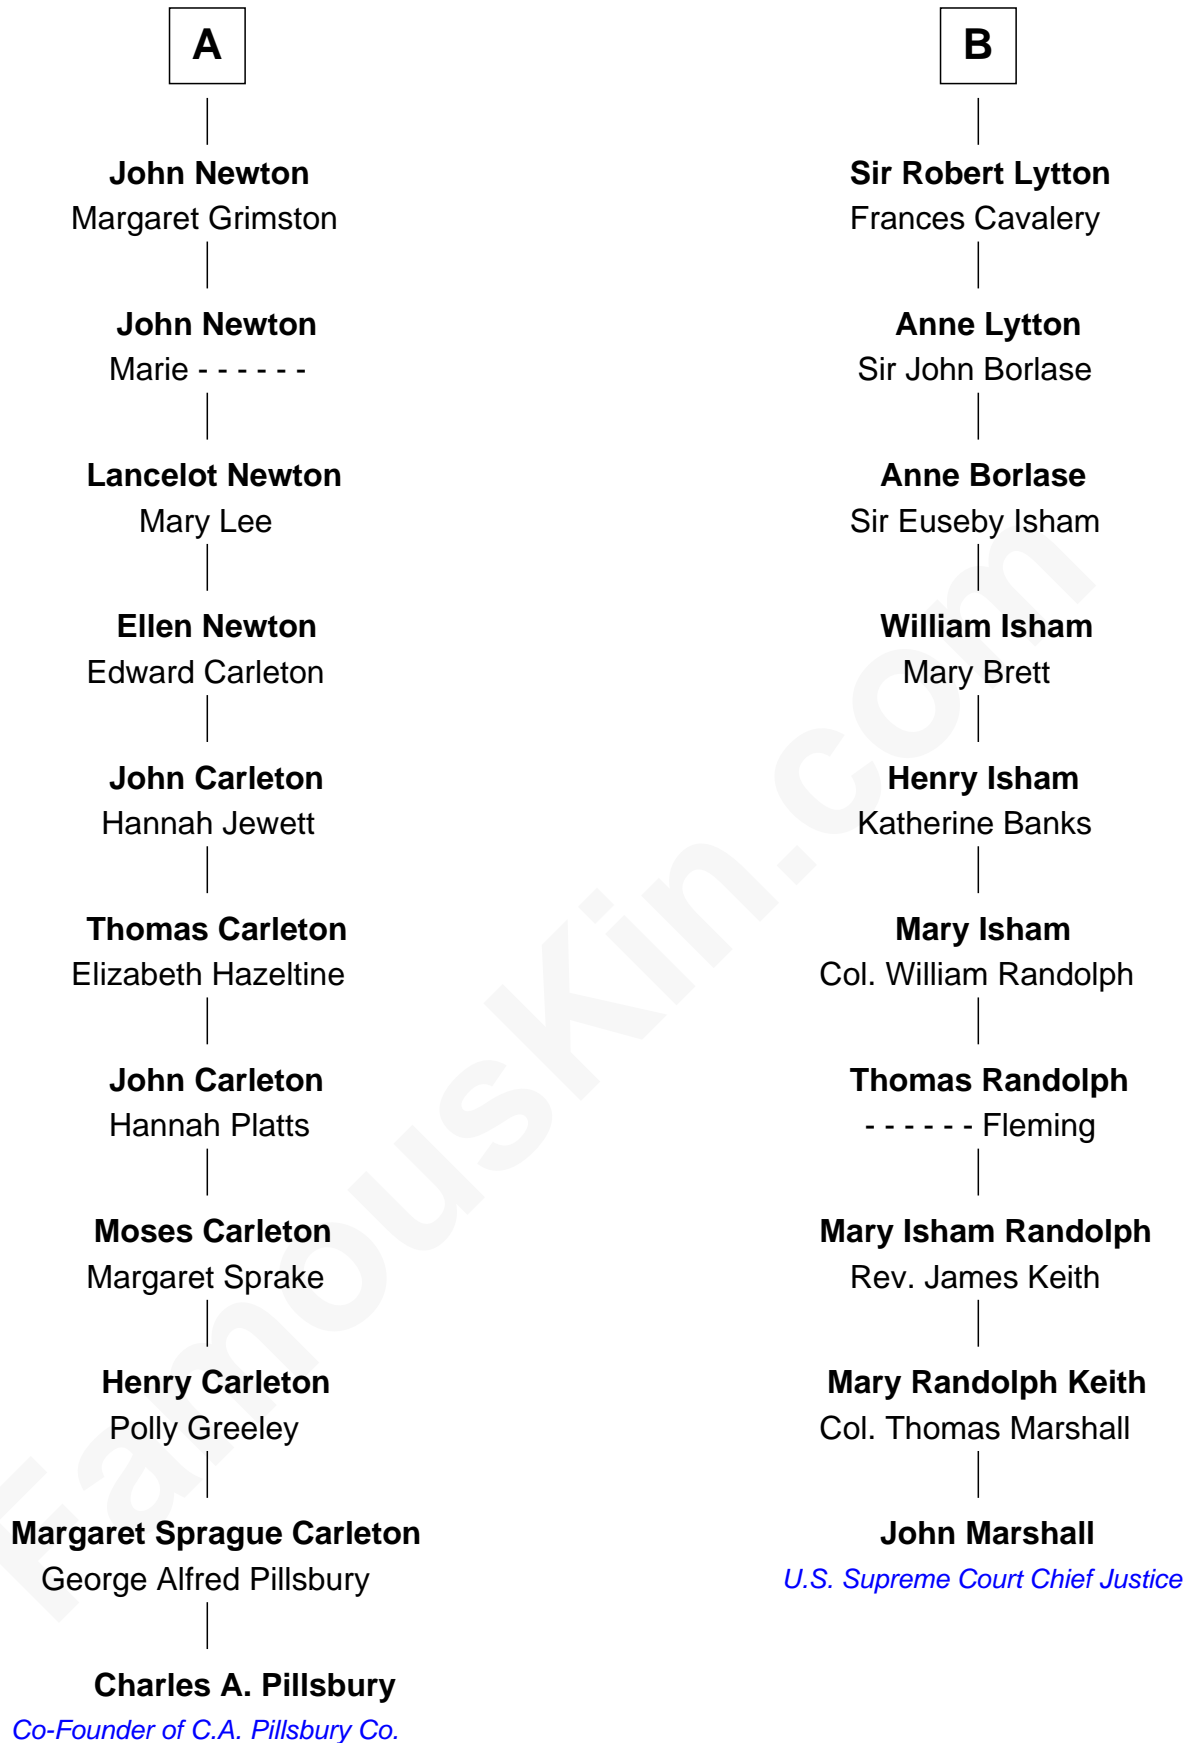 A
John Newton
Margaret Grimston
John Newton
Marie - - - - - -
Lancelot Newton
Mary Lee
Ellen Newton
Edward Carleton
John Carleton
Hannah Jewett
Thomas Carleton
Elizabeth Hazeltine
John Carleton
Hannah Platts
Moses Carleton
Margaret Sprake
Henry Carleton
Polly Greeley
Margaret Sprague Carleton
George Alfred Pillsbury
Charles A. Pillsbury
Co-Founder of C.A. Pillsbury Co.
B
Sir Robert Lytton
Frances Cavalery
Anne Lytton
Sir John Borlase
Anne Borlase
Sir Euseby Isham
William Isham
Mary Brett
Henry Isham
Katherine Banks
Mary Isham
Col. William Randolph
Thomas Randolph
- - - - - - Fleming
Mary Isham Randolph
Rev. James Keith
Mary Randolph Keith
Col. Thomas Marshall
John Marshall
U.S. Supreme Court Chief Justice
FamousKin.com